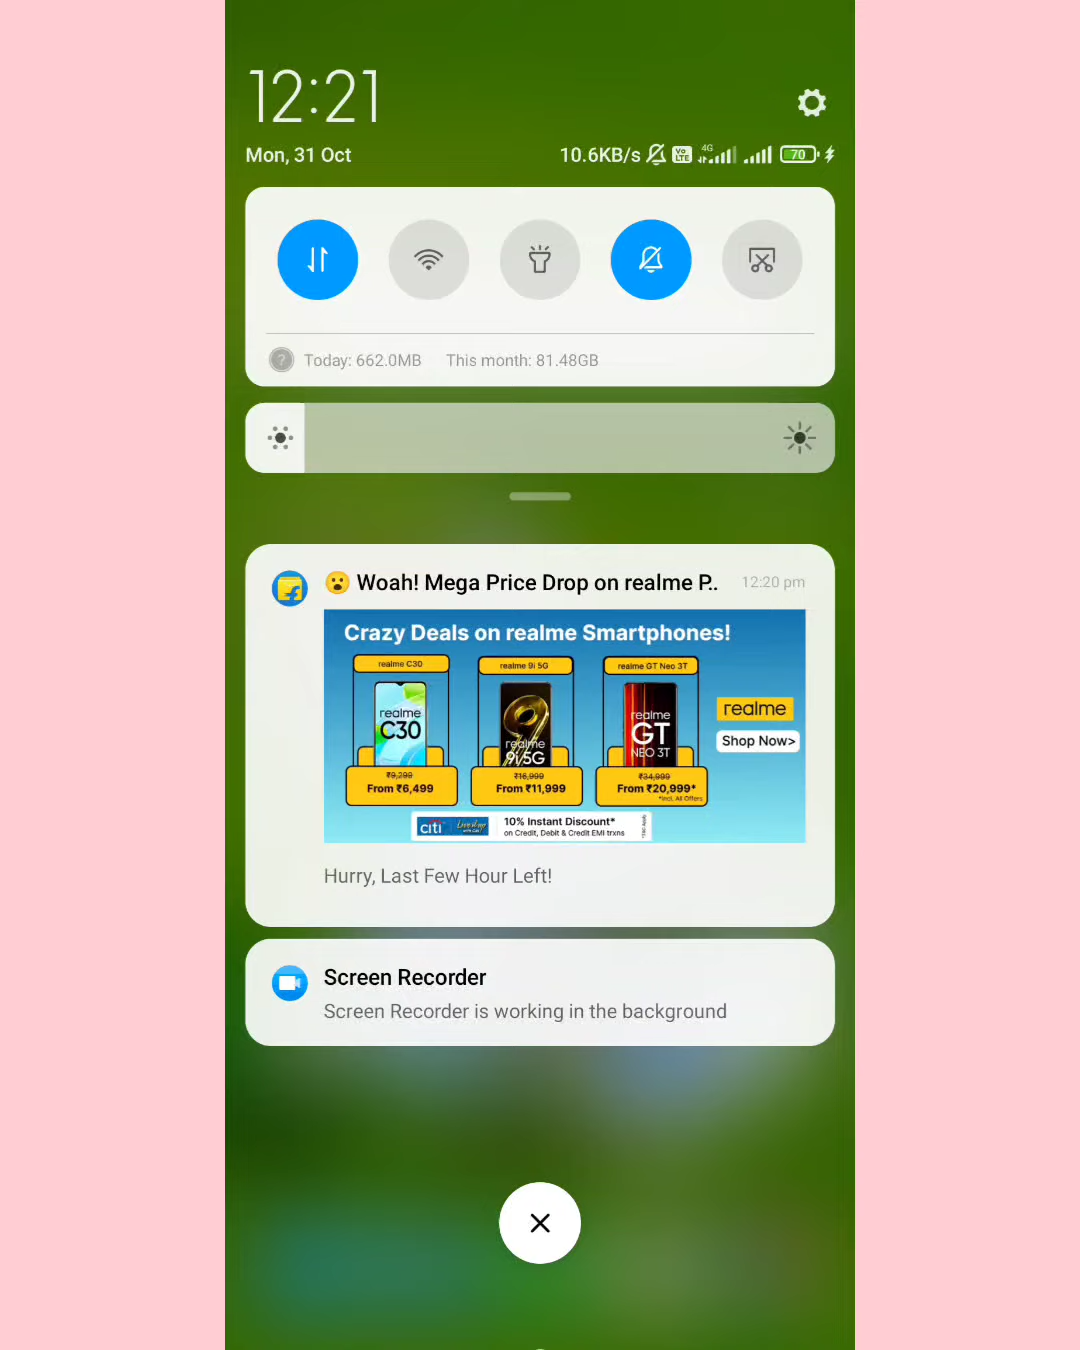 12:21
Mon, 31 Oct
10.6KB/s
Vo LTE
4G
70
Today: 662.0MB This month: 81.48GB
😮 Woah! Mega Price Drop on realme P.. 12:20 pm
Crazy Deals on realme Smartphones!
realme C30
realme 9i 5G
realme GT Neo 3T
realme
C30
realme
9i 5G
realme
GT
NEO 3T
realme
Shop Now>
₹9,299
From ₹6,499
₹16,999
From ₹11,999
₹34,999
From ₹20,999*
*Incl. All Offers
citi
10% Instant Discount*
on Credit, Debit & Credit EMI trxns
Hurry, Last Few Hour Left!
Screen Recorder
Screen Recorder is working in the background